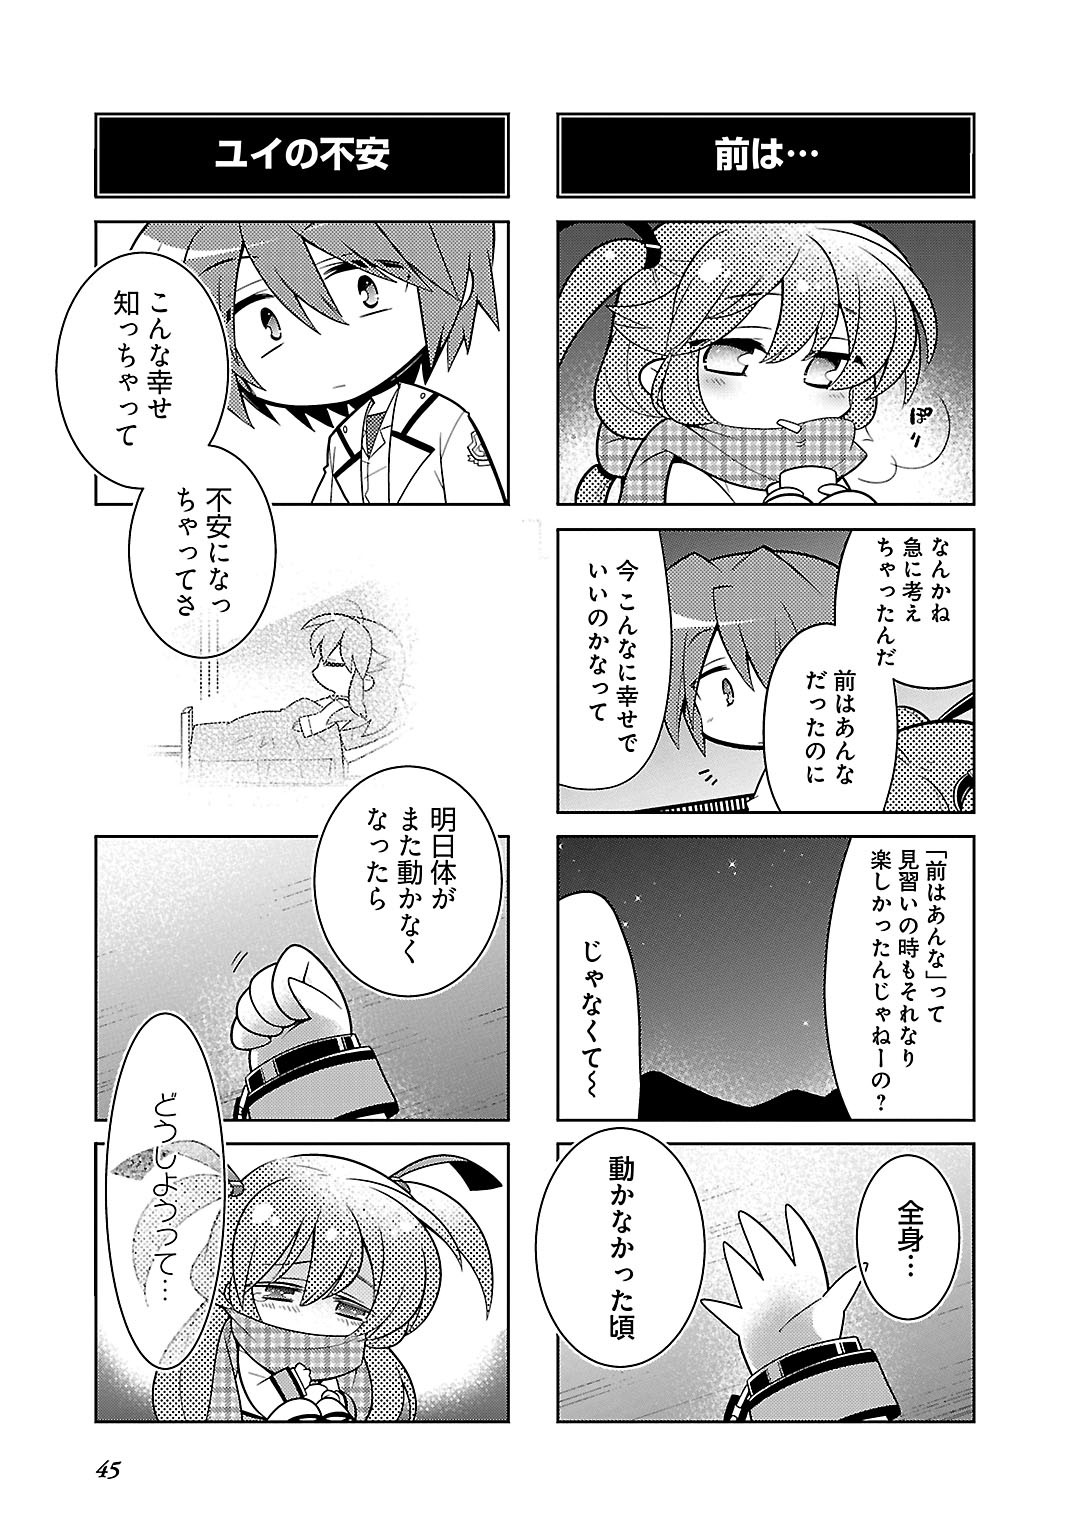 前は…
ぽりっ
なんかね
急に考え
ちゃったんだ
前はあんな
だったのに
今 こんなに幸せで
いいのかなって
「前はあんな」って
見習いの時もそれなり
楽しかったんじゃねーの？
じゃなくて～
全身…
動かなかった頃
ユイの不安
こんな幸せ
知っちゃって
不安になっ
ちゃってさ
明日体が
また動かなく
なったら
どうしようって…
45